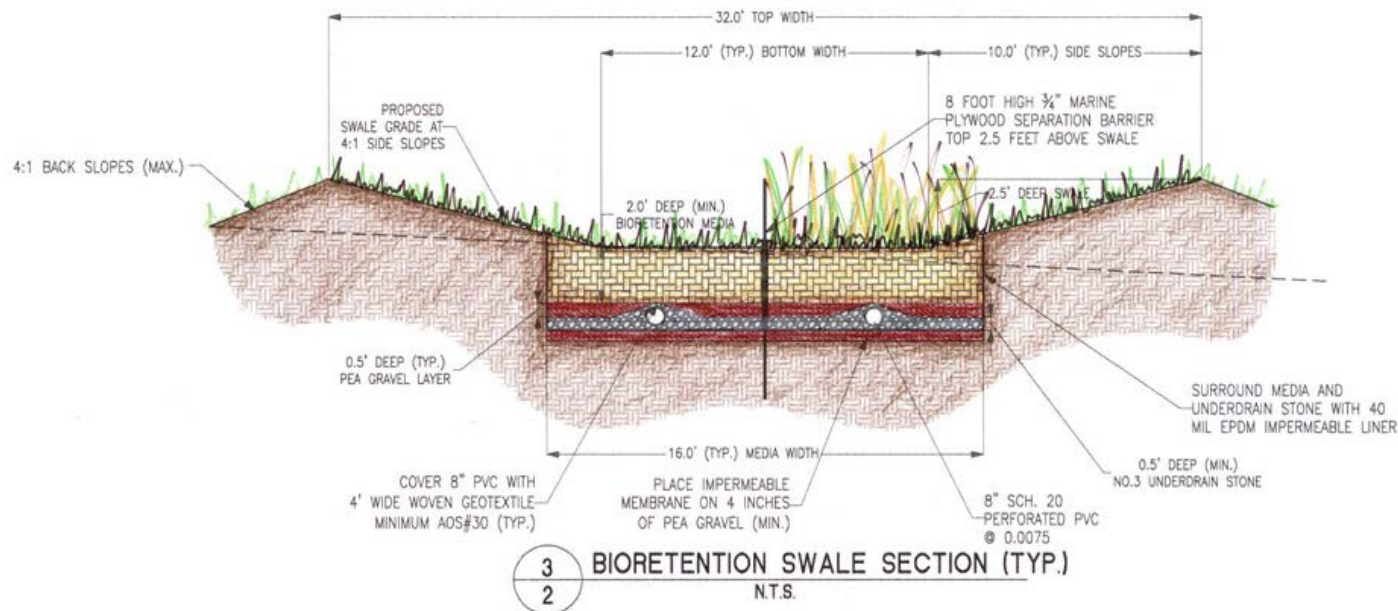 32.0' TOP WIDTH
12.0' (TYP.) BOTTOM WIDTH
10.0' (TYP.) SIDE SLOPES
PROPOSED
SWALE GRADE AT
4:1 SIDE SLOPES
8 FOOT HIGH ¾" MARINE
PLYWOOD SEPARATION BARRIER
TOP 2.5 FEET ABOVE SWALE
4:1 BACK SLOPES (MAX.)
2.0' DEEP (MIN.)
BIORETENTION MEDIA
2.5' DEEP SWALE
0.5' DEEP (TYP.)
PEA GRAVEL LAYER
SURROUND MEDIA AND
UNDERDRAIN STONE WITH 40
MIL EPDM IMPERMEABLE LINER
16.0' (TYP.) MEDIA WIDTH
0.5' DEEP (MIN.)
NO.3 UNDERDRAIN STONE
COVER 8" PVC WITH
4' WIDE WOVEN GEOTEXTILE
MINIMUM AOS#30 (TYP.)
PLACE IMPERMEABLE
MEMBRANE ON 4 INCHES
OF PEA GRAVEL (MIN.)
8" SCH. 20
PERFORATED PVC
@ 0.0075
3
2
BIORETENTION SWALE SECTION (TYP.)
N.T.S.